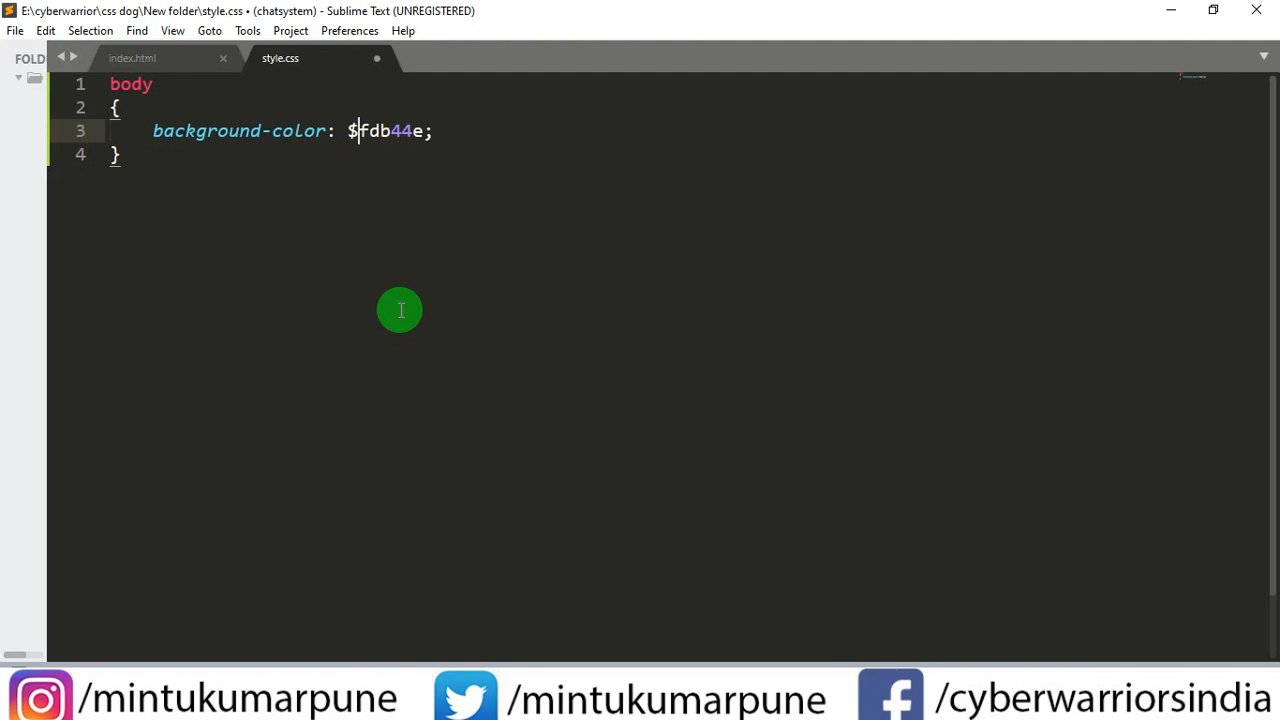 E:\cyberwarrior\css dog\New folder\style.css • (chatsystem) - Sublime Text (UNREGISTERED)
File Edit Selection Find View Goto Tools Project Preferences Help
FOLD
index.html
style.css
1 body
2 {
3 background-color: $fdb44e;
4 }
/mintukumarpune
/mintukumarpune
/cyberwarriorsindia